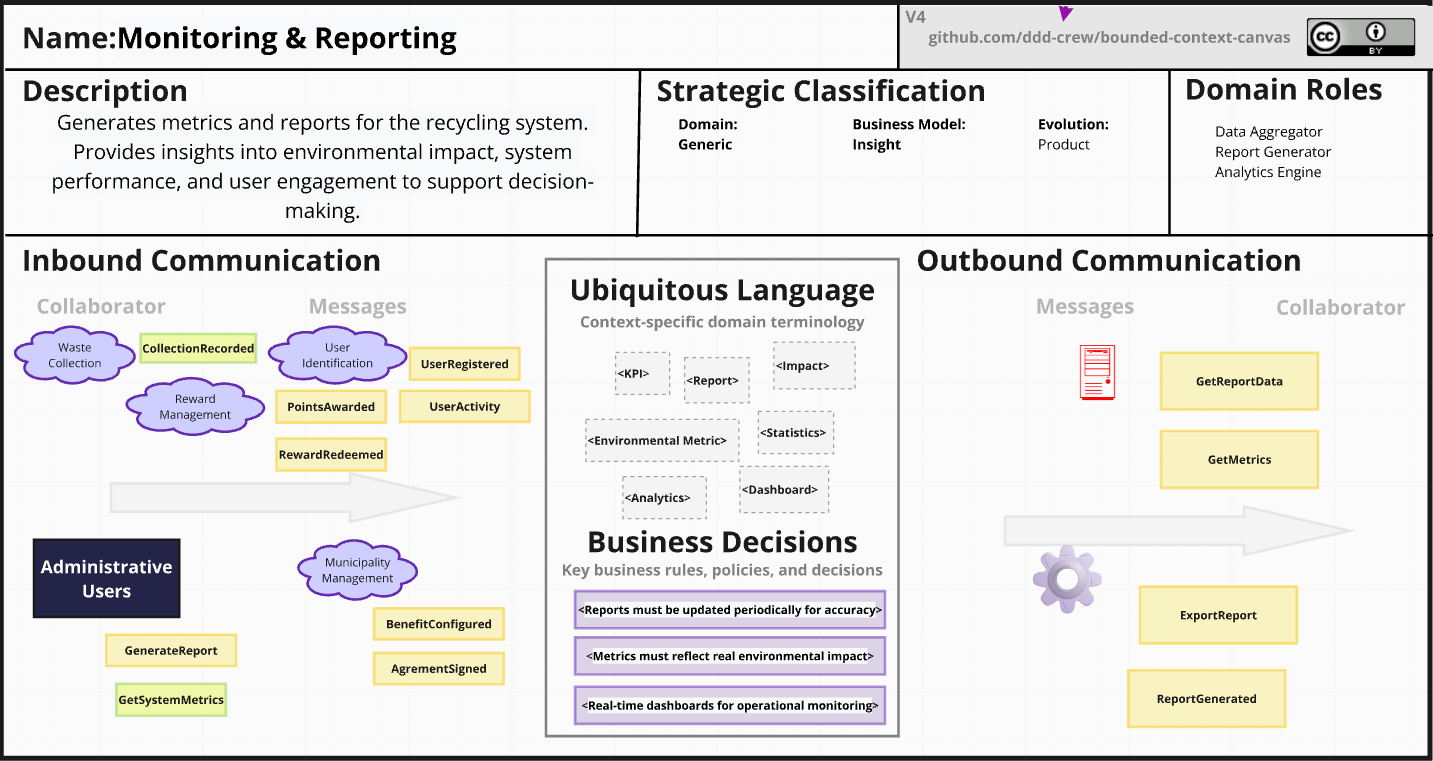 Name:Monitoring & Reporting
V4
github.com/ddd-crew/bounded-context-canvas
cc
BY
Description
Generates metrics and reports for the recycling system.
Provides insights into environmental impact, system
performance, and user engagement to support decision-
making.
Strategic Classification
Domain:
Generic
Business Model:
Insight
Evolution:
Product
Domain Roles
Data Aggregator
Report Generator
Analytics Engine
Inbound Communication
Collaborator
Messages
Waste
Collection
CollectionRecorded
User
Identification
UserRegistered
Reward
Management
PointsAwarded
UserActivity
RewardRedeemed
Administrative
Users
Municipality
Management
GenerateReport
BenefitConfigured
GetSystemMetrics
AgrementSigned
Ubiquitous Language
Context-specific domain terminology
<KPI>
<Report>
<Impact>
<Environmental Metric>
<Statistics>
<Analytics>
<Dashboard>
Business Decisions
Key business rules, policies, and decisions
<Reports must be updated periodically for accuracy>
<Metrics must reflect real environmental impact>
<Real-time dashboards for operational monitoring>
Outbound Communication
Messages
Collaborator
GetReportData
GetMetrics
ExportReport
ReportGenerated